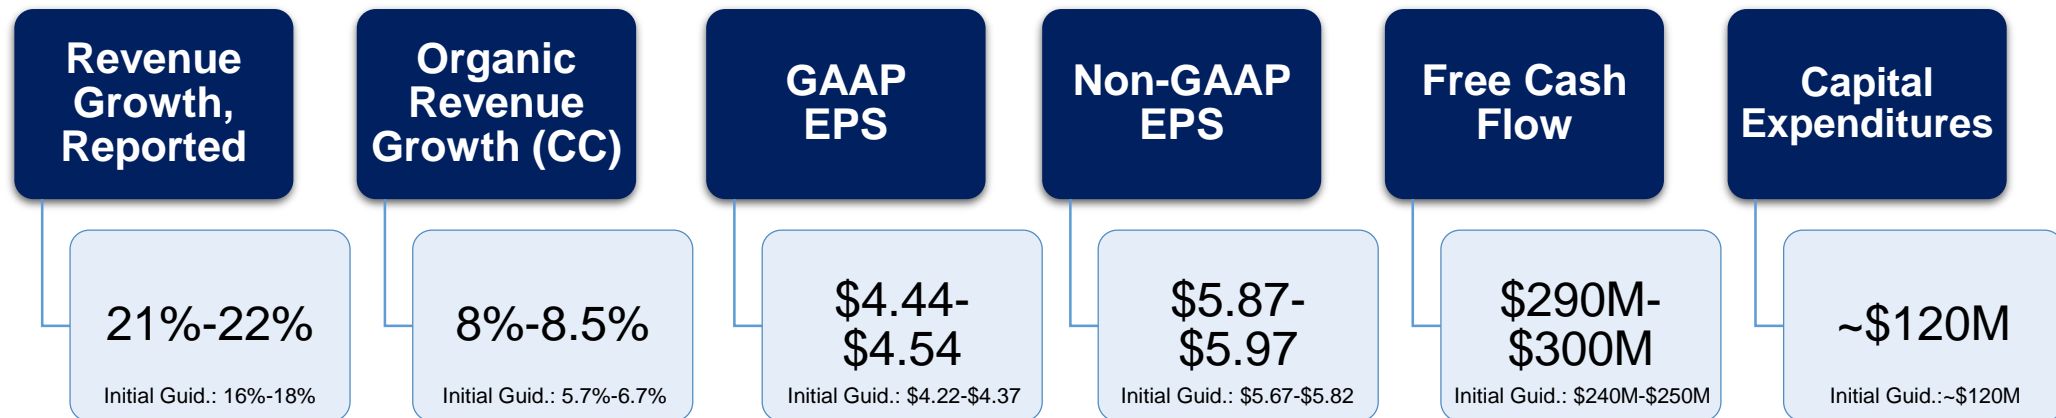 Revenue
Growth,
Reported
21%-22%
Initial Guid.: 16%-18%
Organic
Revenue
Growth (CC)
8%-8.5%
Initial Guid.: 5.7%-6.7%
GAAP
EPS
$4.44-
$4.54
Initial Guid.: $4.22-$4.37
Non-GAAP
EPS
$5.87-
$5.97
Initial Guid.: $5.67-$5.82
Free Cash
Flow
$290M-
$300M
Initial Guid.: $240M-$250M
Capital
Expenditures
~$120M
Initial Guid.:~$120M